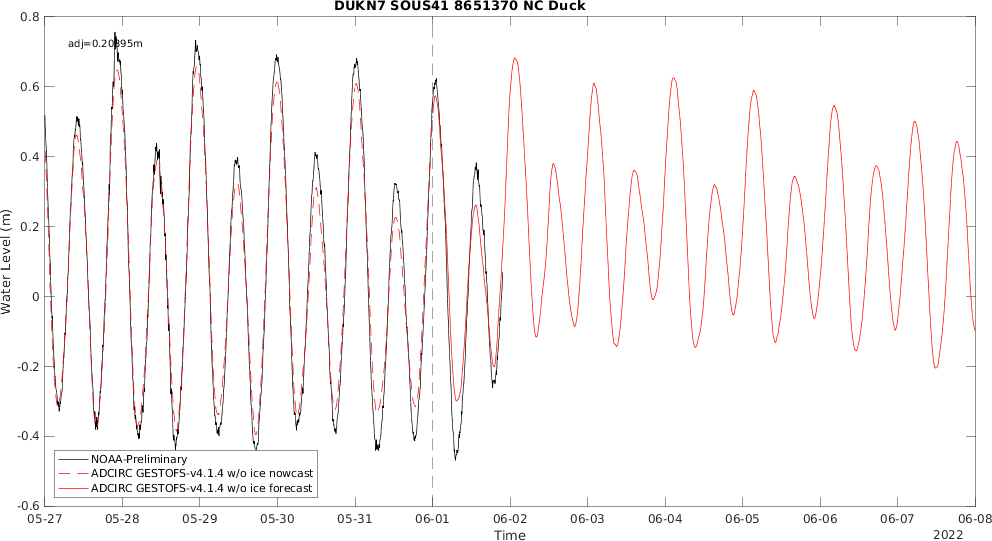 DUKN7 SOUS41 8651370 NC Duck
adj=0.20895m
Water Level (m)
0.8
0.6
0.4
0.2
0
-0.2
-0.4
-0.6
NOAA-Preliminary
ADCIRC GESTOFS-v4.1.4 w/o ice nowcast
ADCIRC GESTOFS-v4.1.4 w/o ice forecast
05-27 05-28 05-29 05-30 05-31 06-01 06-02 06-03 06-04 06-05 06-06 06-07 06-08
Time
2022